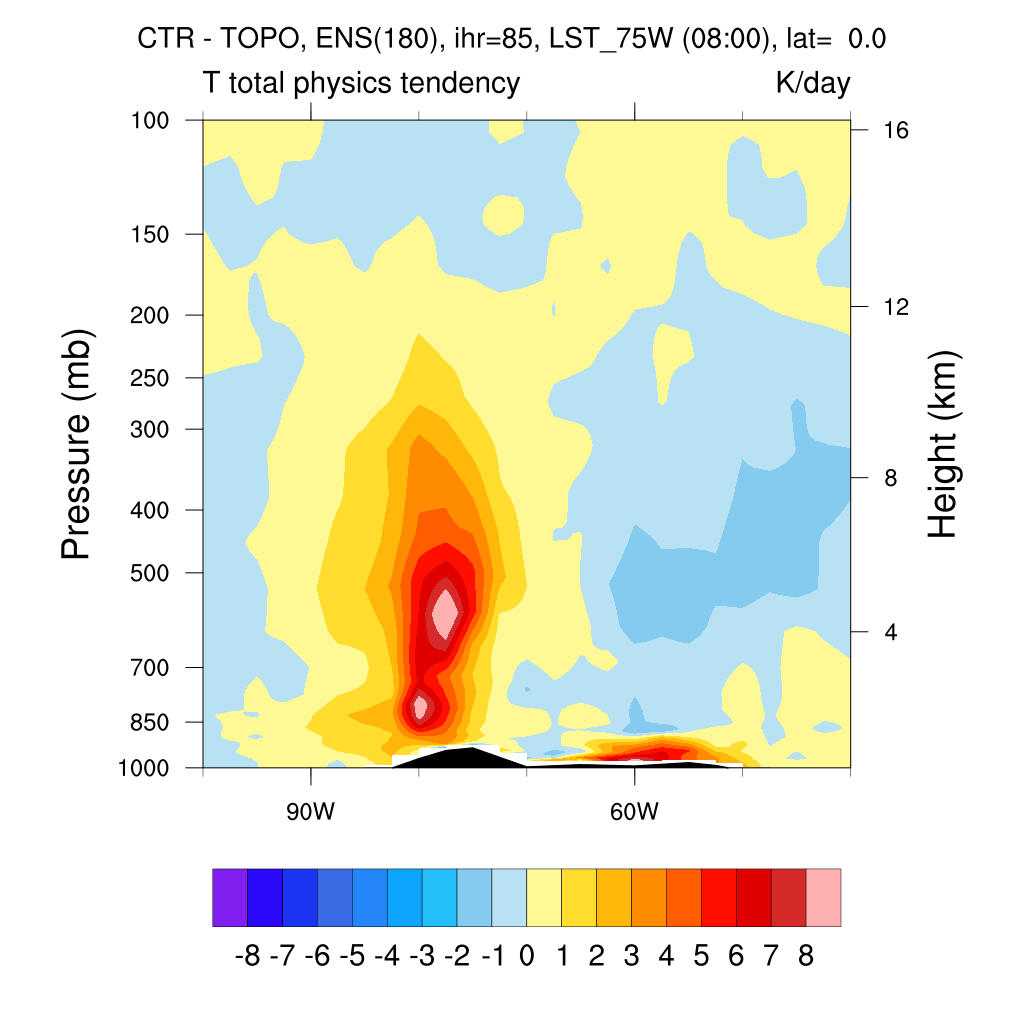 CTR - TOPO, ENS(180), ihr=85, LST_75W (08:00), lat=  0.0
T total physics tendency K/day
100
150
200
250
300
400
500
700
850
1000
Pressure (mb)
16
12
8
4
Height (km)
90W 60W
-8 -7 -6 -5 -4 -3 -2 -1 0 1 2 3 4 5 6 7 8